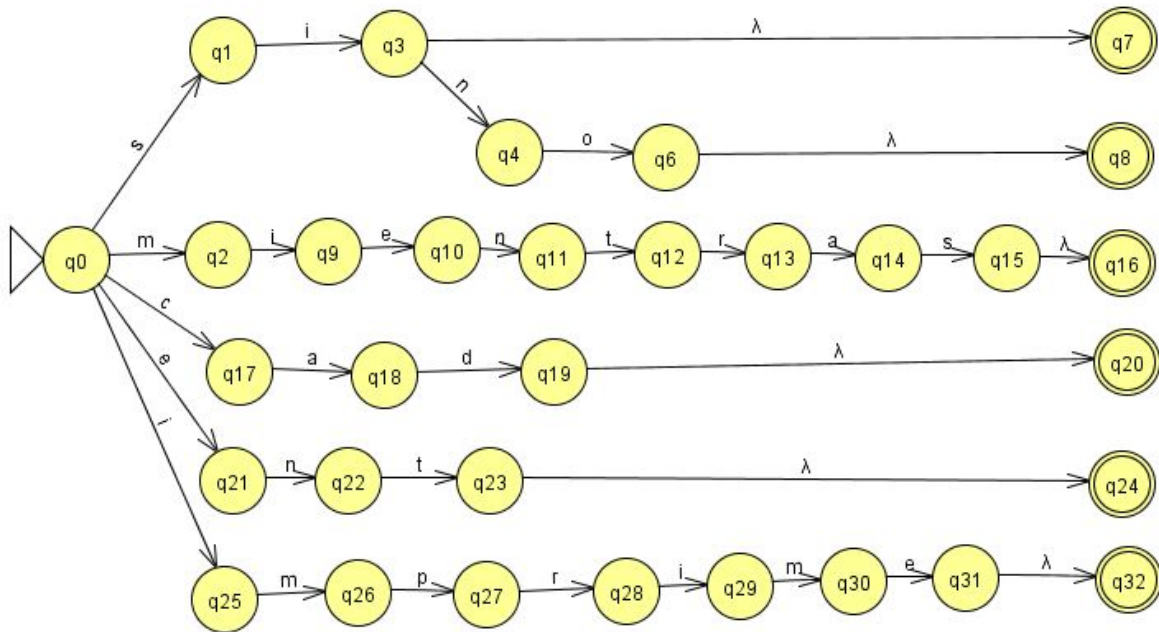 q0
s
q1
i
q3
λ
q7
n
q4
o
q6
λ
q8
m
q2
i
q9
e
q10
n
q11
t
q12
r
q13
a
q14
s
q15
λ
q16
c
q17
a
q18
d
q19
λ
q20
e
q21
n
q22
t
q23
λ
q24
i
q25
m
q26
p
q27
r
q28
i
q29
m
q30
e
q31
λ
q32